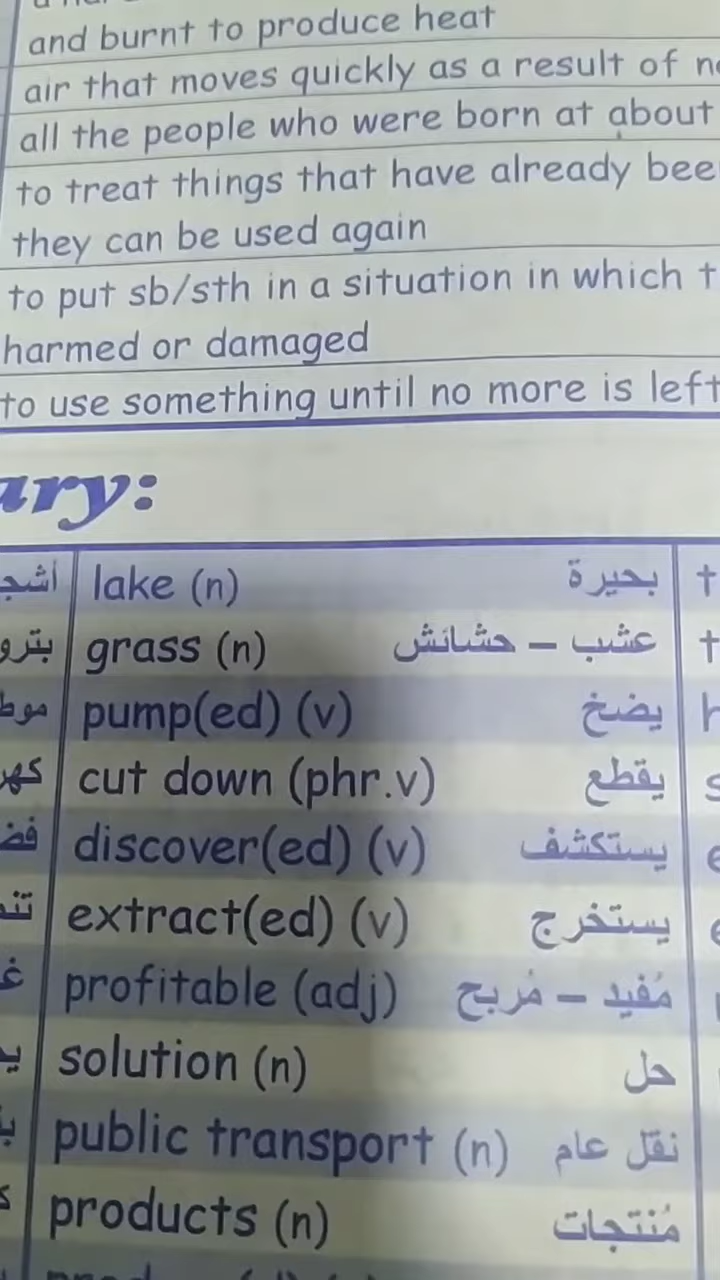 and burnt to produce heat
air that moves quickly as a result of
all the people who were born at about
to treat things that have already
they can be used again
to put sb/sth in a situation in which
harmed or damaged
to use something until no more is left
lake (n) بحيرة
grass (n) عشب – حشائش
pump(ed) (v) يضخ
cut down (phr.v) يقطع
discover(ed) (v) يستكشف
extract(ed) (v) يستخرج
profitable (adj) مُفيد – مُربح
solution (n) حل
public transport (n) نقل عام
products (n) مُنتجات